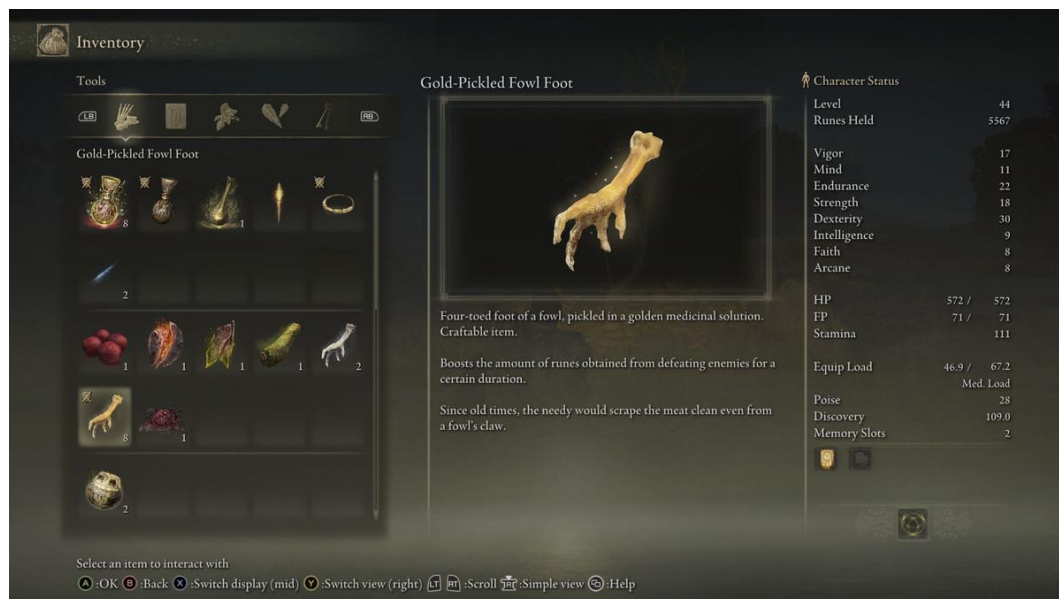 Inventory
Tools
LB
RB
Gold-Pickled Fowl Foot
8
1
2
1
1
1
1
2
8
1
2
Gold-Pickled Fowl Foot
Four-toed foot of a fowl, pickled in a golden medicinal solution.
Craftable item.
Boosts the amount of runes obtained from defeating enemies for a
certain duration.
Since old times, the needy would scrape the meat clean even from
a fowl's claw.
Character Status
Level 44
Runes Held 5567
Vigor 17
Mind 11
Endurance 22
Strength 18
Dexterity 30
Intelligence 9
Faith 8
Arcane 8
HP 572 / 572
FP 71 / 71
Stamina 111
Equip Load 46.9 / 67.2
Med. Load
Poise 28
Discovery 109.0
Memory Slots 2
Select an item to interact with
A :OK B :Back X :Switch display (mid) Y :Switch view (right) LT RT :Scroll R :Simple view :Help